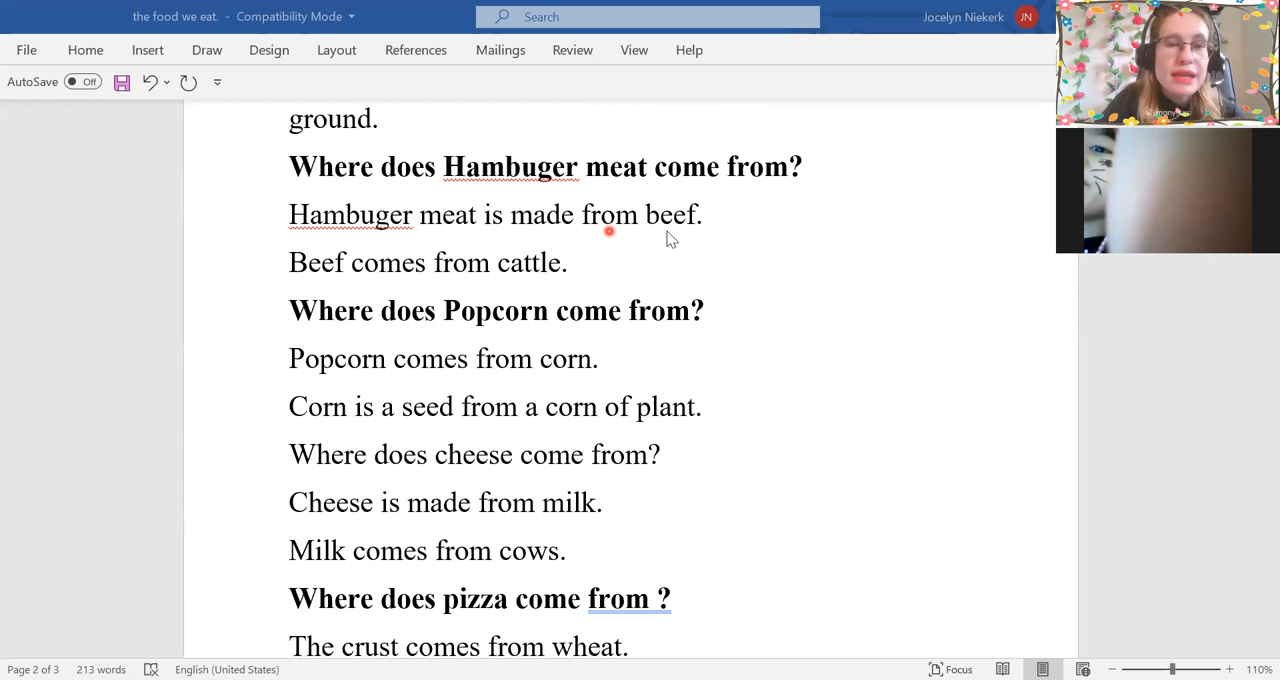 the food we eat. - Compatibility Mode
Search
Jocelyn Niekerk
JN
File Home Insert Draw Design Layout References Mailings Review View Help
AutoSave Off
ground.
Where does Hambuger meat come from?
Hambuger meat is made from beef.
Beef comes from cattle.
Where does Popcorn come from?
Popcorn comes from corn.
Corn is a seed from a corn of plant.
Where does cheese come from?
Cheese is made from milk.
Milk comes from cows.
Where does pizza come from ?
The crust comes from wheat.
Page 2 of 3 213 words English (United States) Focus 110%